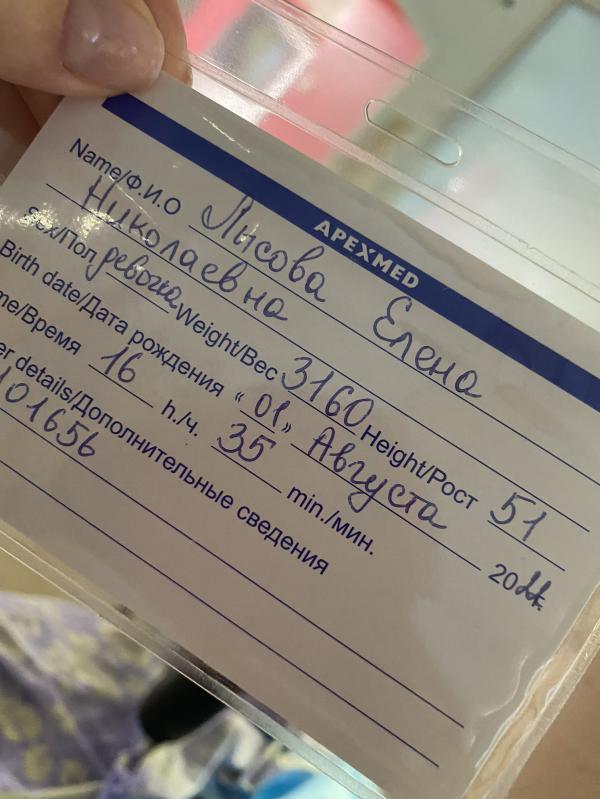 APEXMED
Name/Ф.И.О Лысова Елена
Николаевна
Sex/Пол девочка Weight/Вес 3160 Height/Рост 51
Birth date/Дата рождения “ 01 „ Августа 20
me/Время 16 h./ч. 35 min./мин.
er details/Дополнительные сведения
101656